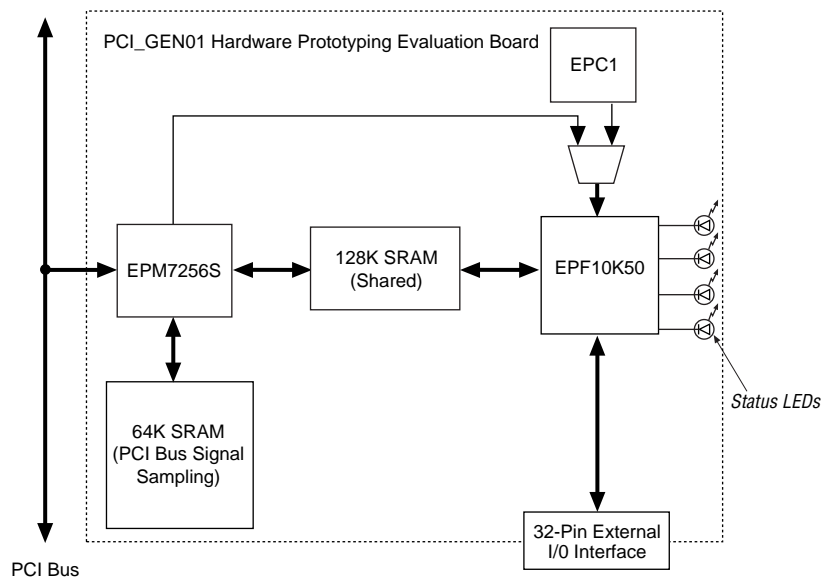 PCI_GEN01 Hardware Prototyping Evaluation Board
EPC1
EPM7256S
128K SRAM
(Shared)
EPF10K50
Status LEDs
64K SRAM
(PCI Bus Signal
Sampling)
32-Pin External
I/0 Interface
PCI Bus